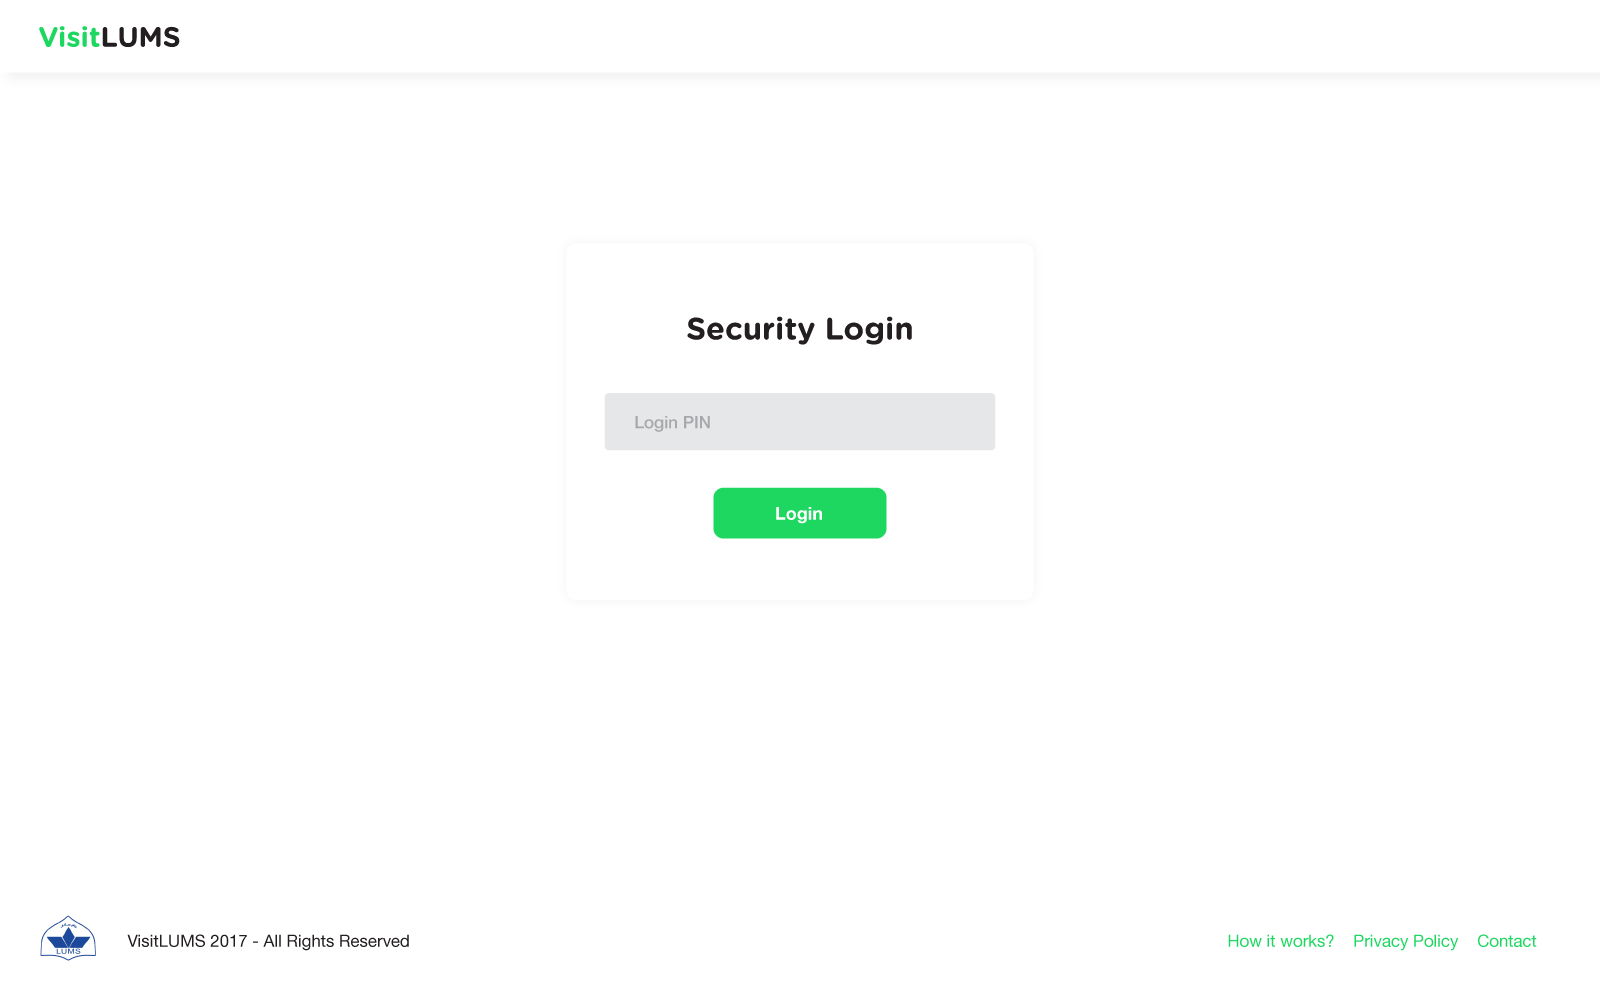 VisitLUMS
Security Login
Login PIN
Login
LUMS
VisitLUMS 2017 - All Rights Reserved
How it works? Privacy Policy Contact